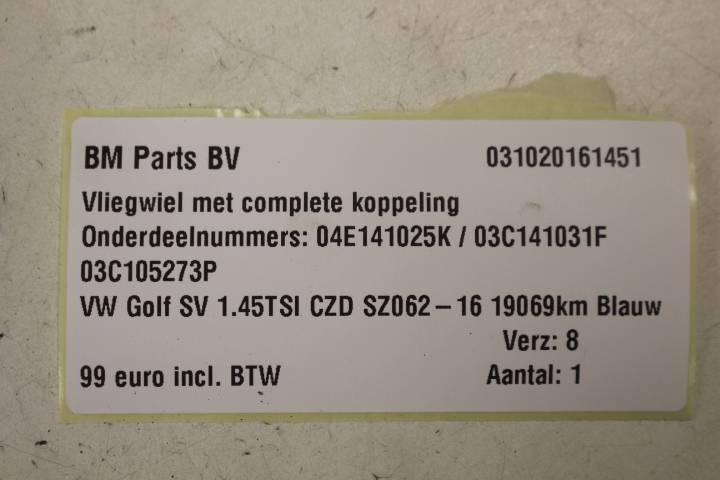 BM Parts BV 031020161451
Vliegwiel met complete koppeling
Onderdeelnummers: 04E141025K / 03C141031F
03C105273P
VW Golf SV 1.45TSI CZD SZ062 – 16 19069km Blauw
Verz: 8
99 euro incl. BTW Aantal: 1